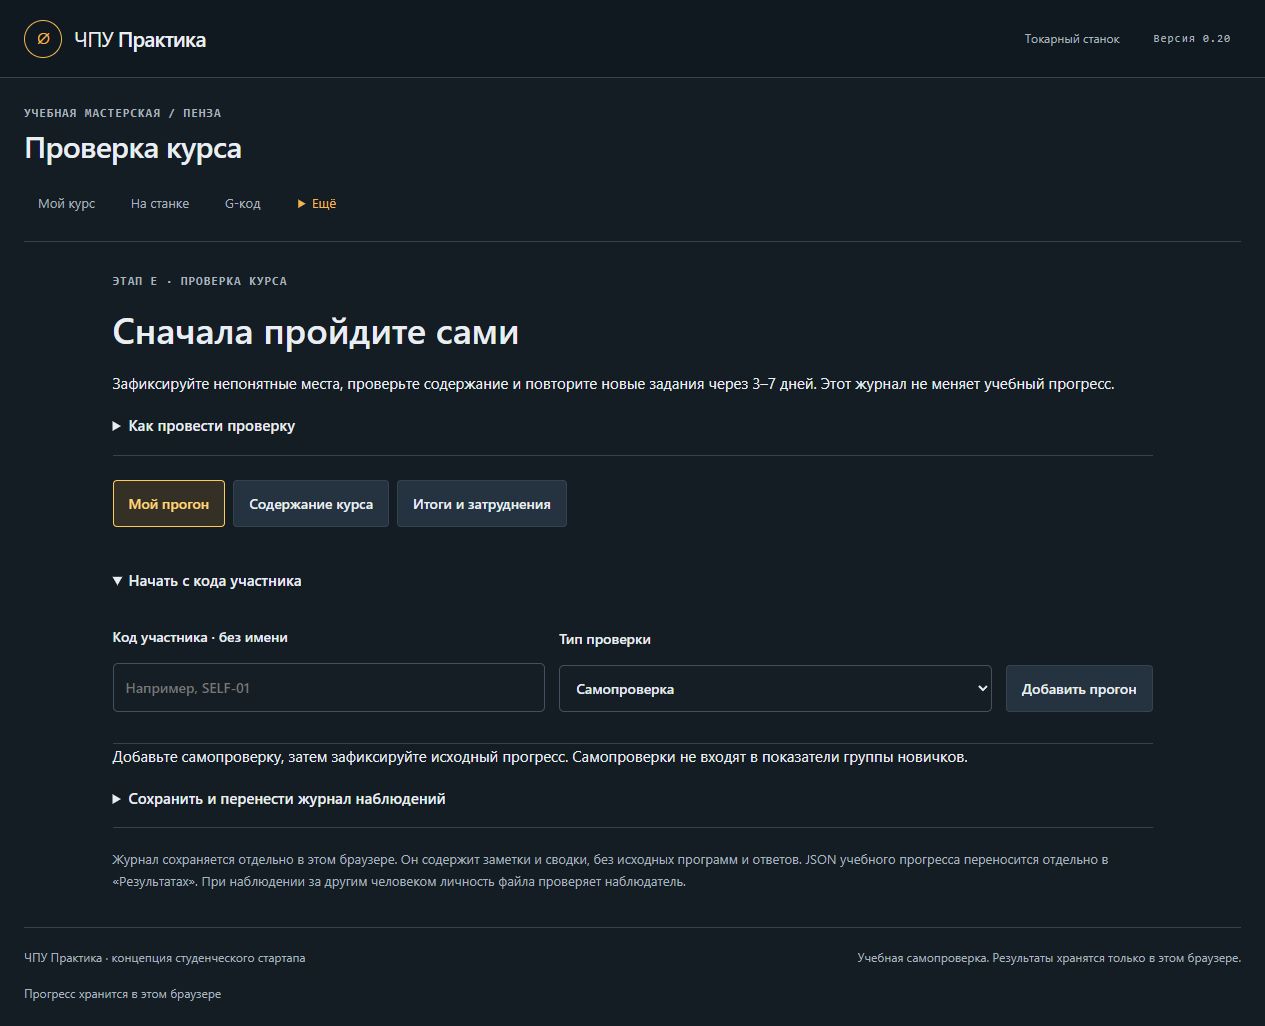 ЧПУ Практика
Токарный станок
Версия 0.20
УЧЕБНАЯ МАСТЕРСКАЯ / ПЕНЗА
Проверка курса
Мой курс
На станке
G-код
Ещё
ЭТАП E · ПРОВЕРКА КУРСА
Сначала пройдите сами
Зафиксируйте непонятные места, проверьте содержание и повторите новые задания через 3–7 дней. Этот журнал не меняет учебный прогресс.
Как провести проверку
Мой прогон
Содержание курса
Итоги и затруднения
Начать с кода участника
Код участника · без имени
Тип проверки
Например, SELF-01
Самопроверка
Добавить прогон
Добавьте самопроверку, затем зафиксируйте исходный прогресс. Самопроверки не входят в показатели группы новичков.
Сохранить и перенести журнал наблюдений
Журнал сохраняется отдельно в этом браузере. Он содержит заметки и сводки, без исходных программ и ответов. JSON учебного прогресса переносится отдельно в
«Результатах». При наблюдении за другим человеком личность файла проверяет наблюдатель.
ЧПУ Практика · концепция студенческого стартапа
Учебная самопроверка. Результаты хранятся только в этом браузере.
Прогресс хранится в этом браузере